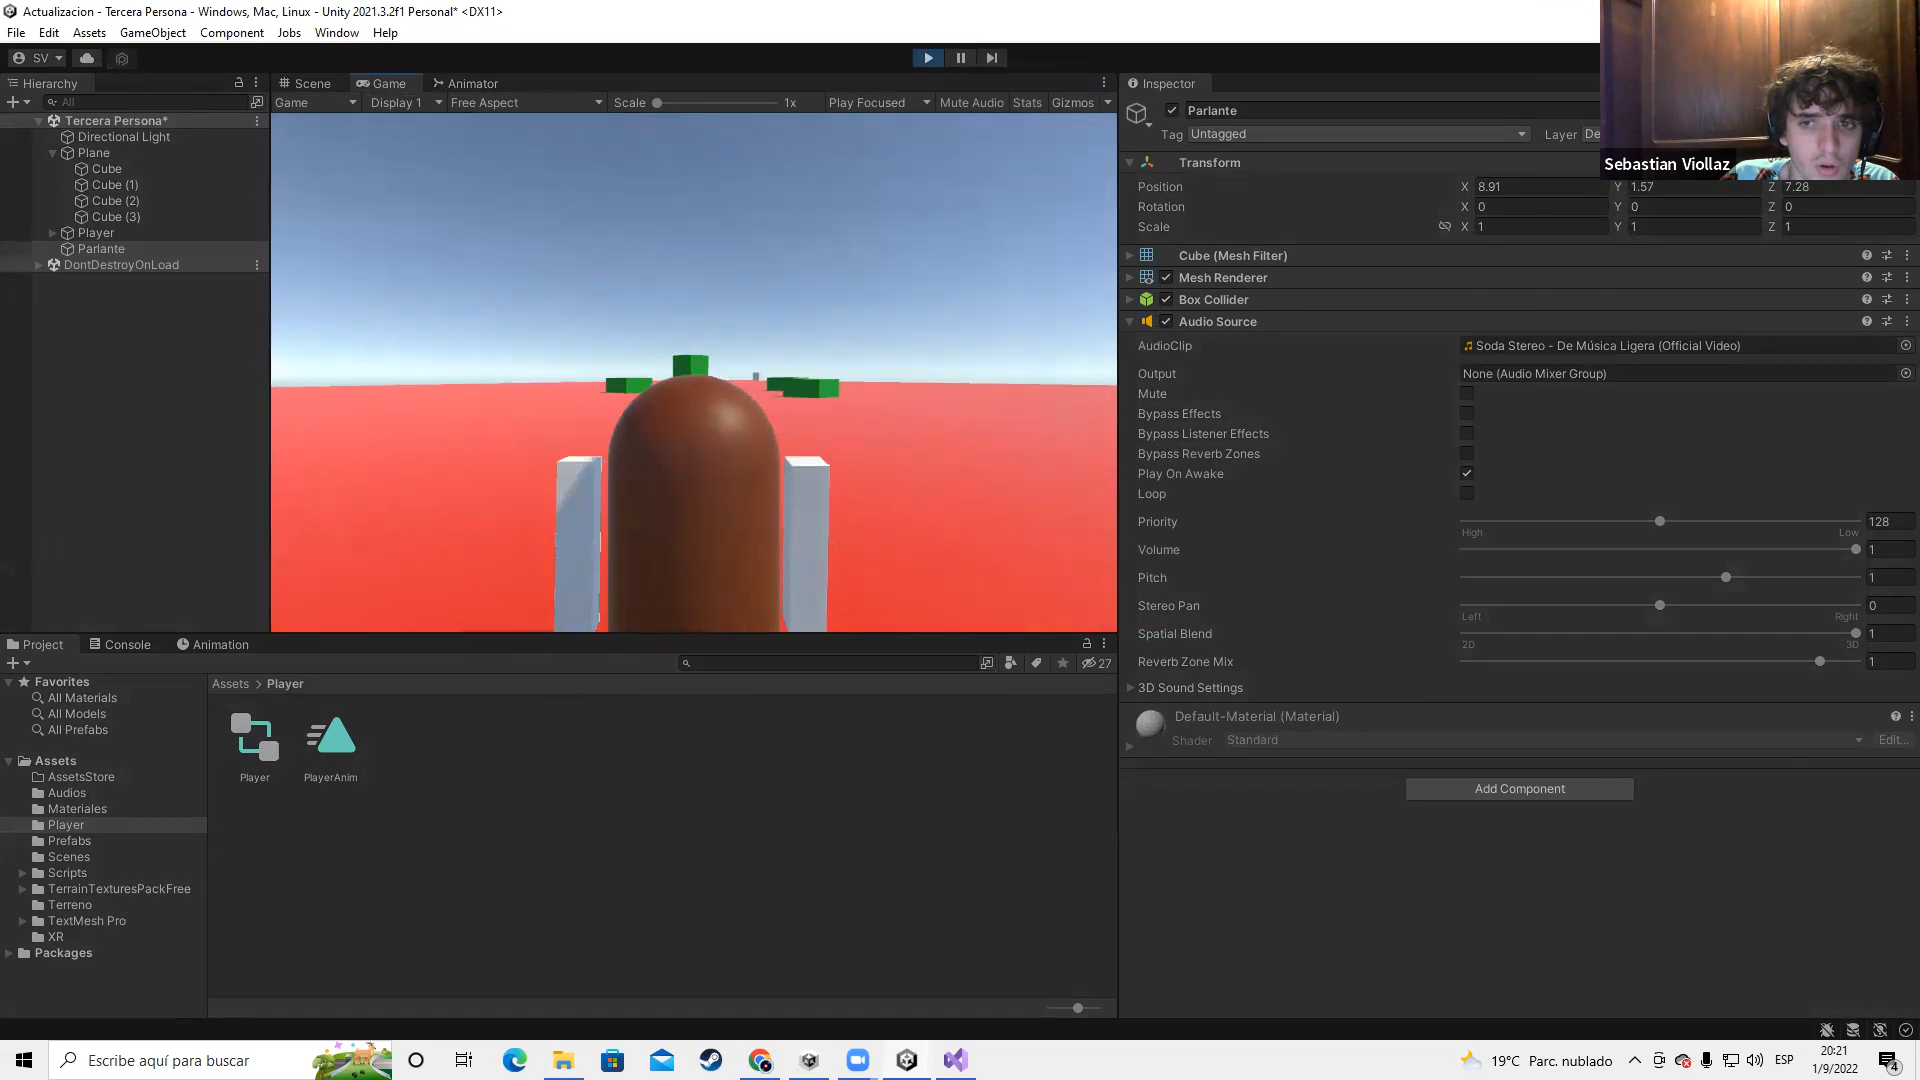 Actualizacion - Tercera Persona - Windows, Mac, Linux - Unity 2021.3.2f1 Personal* <DX11>
File Edit Assets GameObject Component Jobs Window Help
SV
Hierarchy
All
Tercera Persona*
Directional Light
Plane
Cube
Cube (1)
Cube (2)
Cube (3)
Player
Parlante
DontDestroyOnLoad
Scene Game Animator
Game Display 1 Free Aspect Scale 1x Play Focused Mute Audio Stats Gizmos
Inspector
Parlante
Tag Untagged Layer De
Sebastian Viollaz
Transform
Position X 8.91 Y 1.57 Z 7.28
Rotation X 0 Y 0 Z 0
Scale X 1 Y 1 Z 1
Cube (Mesh Filter)
Mesh Renderer
Box Collider
Audio Source
AudioClip Soda Stereo - De Música Ligera (Official Video)
Output None (Audio Mixer Group)
Mute
Bypass Effects
Bypass Listener Effects
Bypass Reverb Zones
Play On Awake
Loop
Priority 128
High Low
Volume 1
Pitch 1
Stereo Pan 0
Left Right
Spatial Blend 1
2D 3D
Reverb Zone Mix 1
3D Sound Settings
Default-Material (Material)
Shader Standard Edit...
Add Component
Project Console Animation
27
Favorites
All Materials
All Models
All Prefabs
Assets
AssetsStore
Audios
Materiales
Player
Prefabs
Scenes
Scripts
TerrainTexturesPackFree
Terreno
TextMesh Pro
XR
Packages
Assets > Player
Player PlayerAnim
Escribe aquí para buscar
19°C Parc. nublado
ESP
20:21
1/9/2022
4